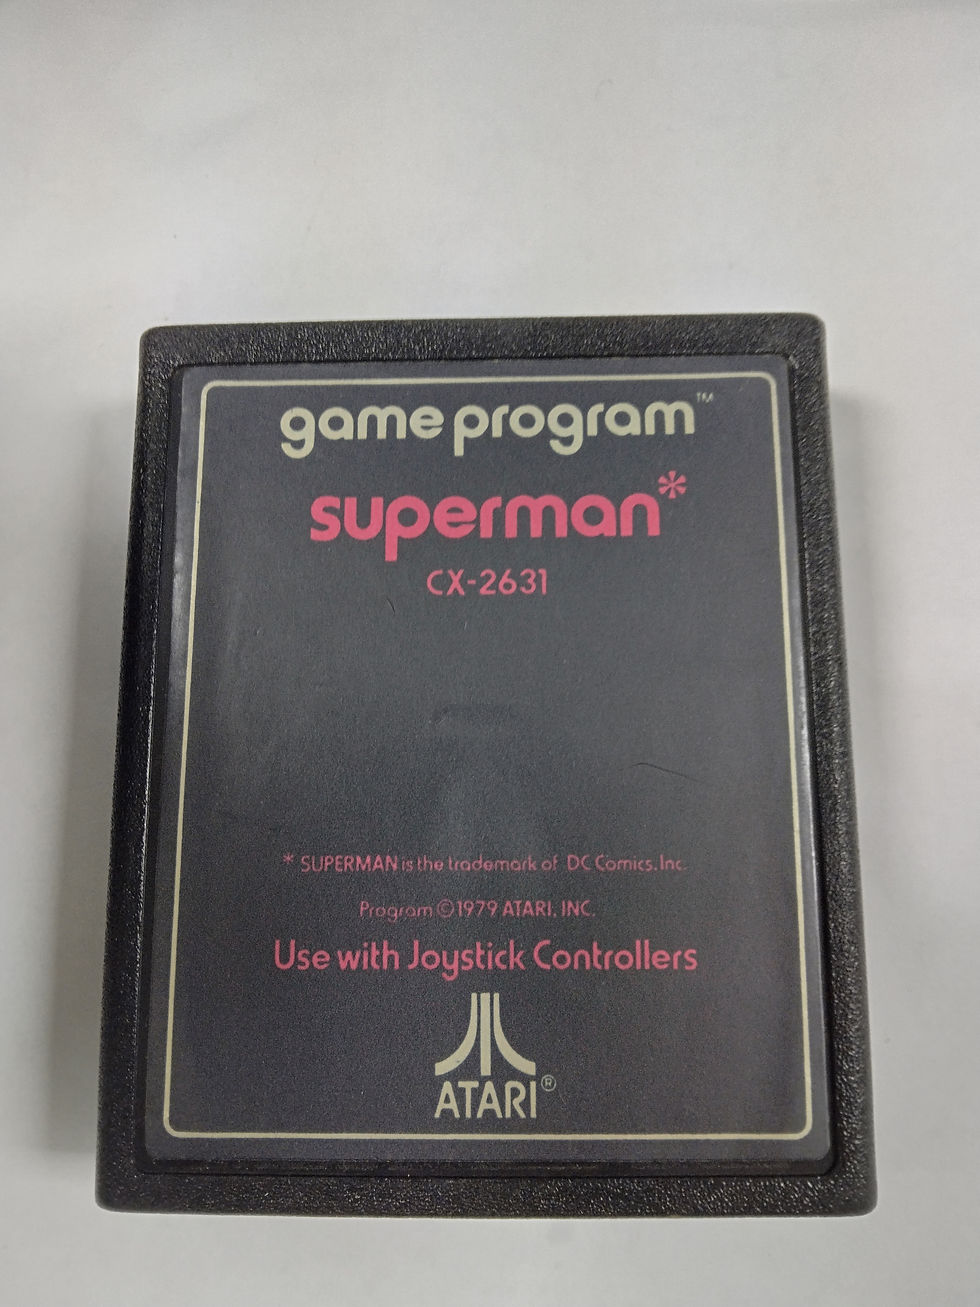 game program™
superman*
CX-2631
* SUPERMAN is the trademark of DC Comics, Inc.
Program ©1979 ATARI, INC.
Use with Joystick Controllers
ATARI®